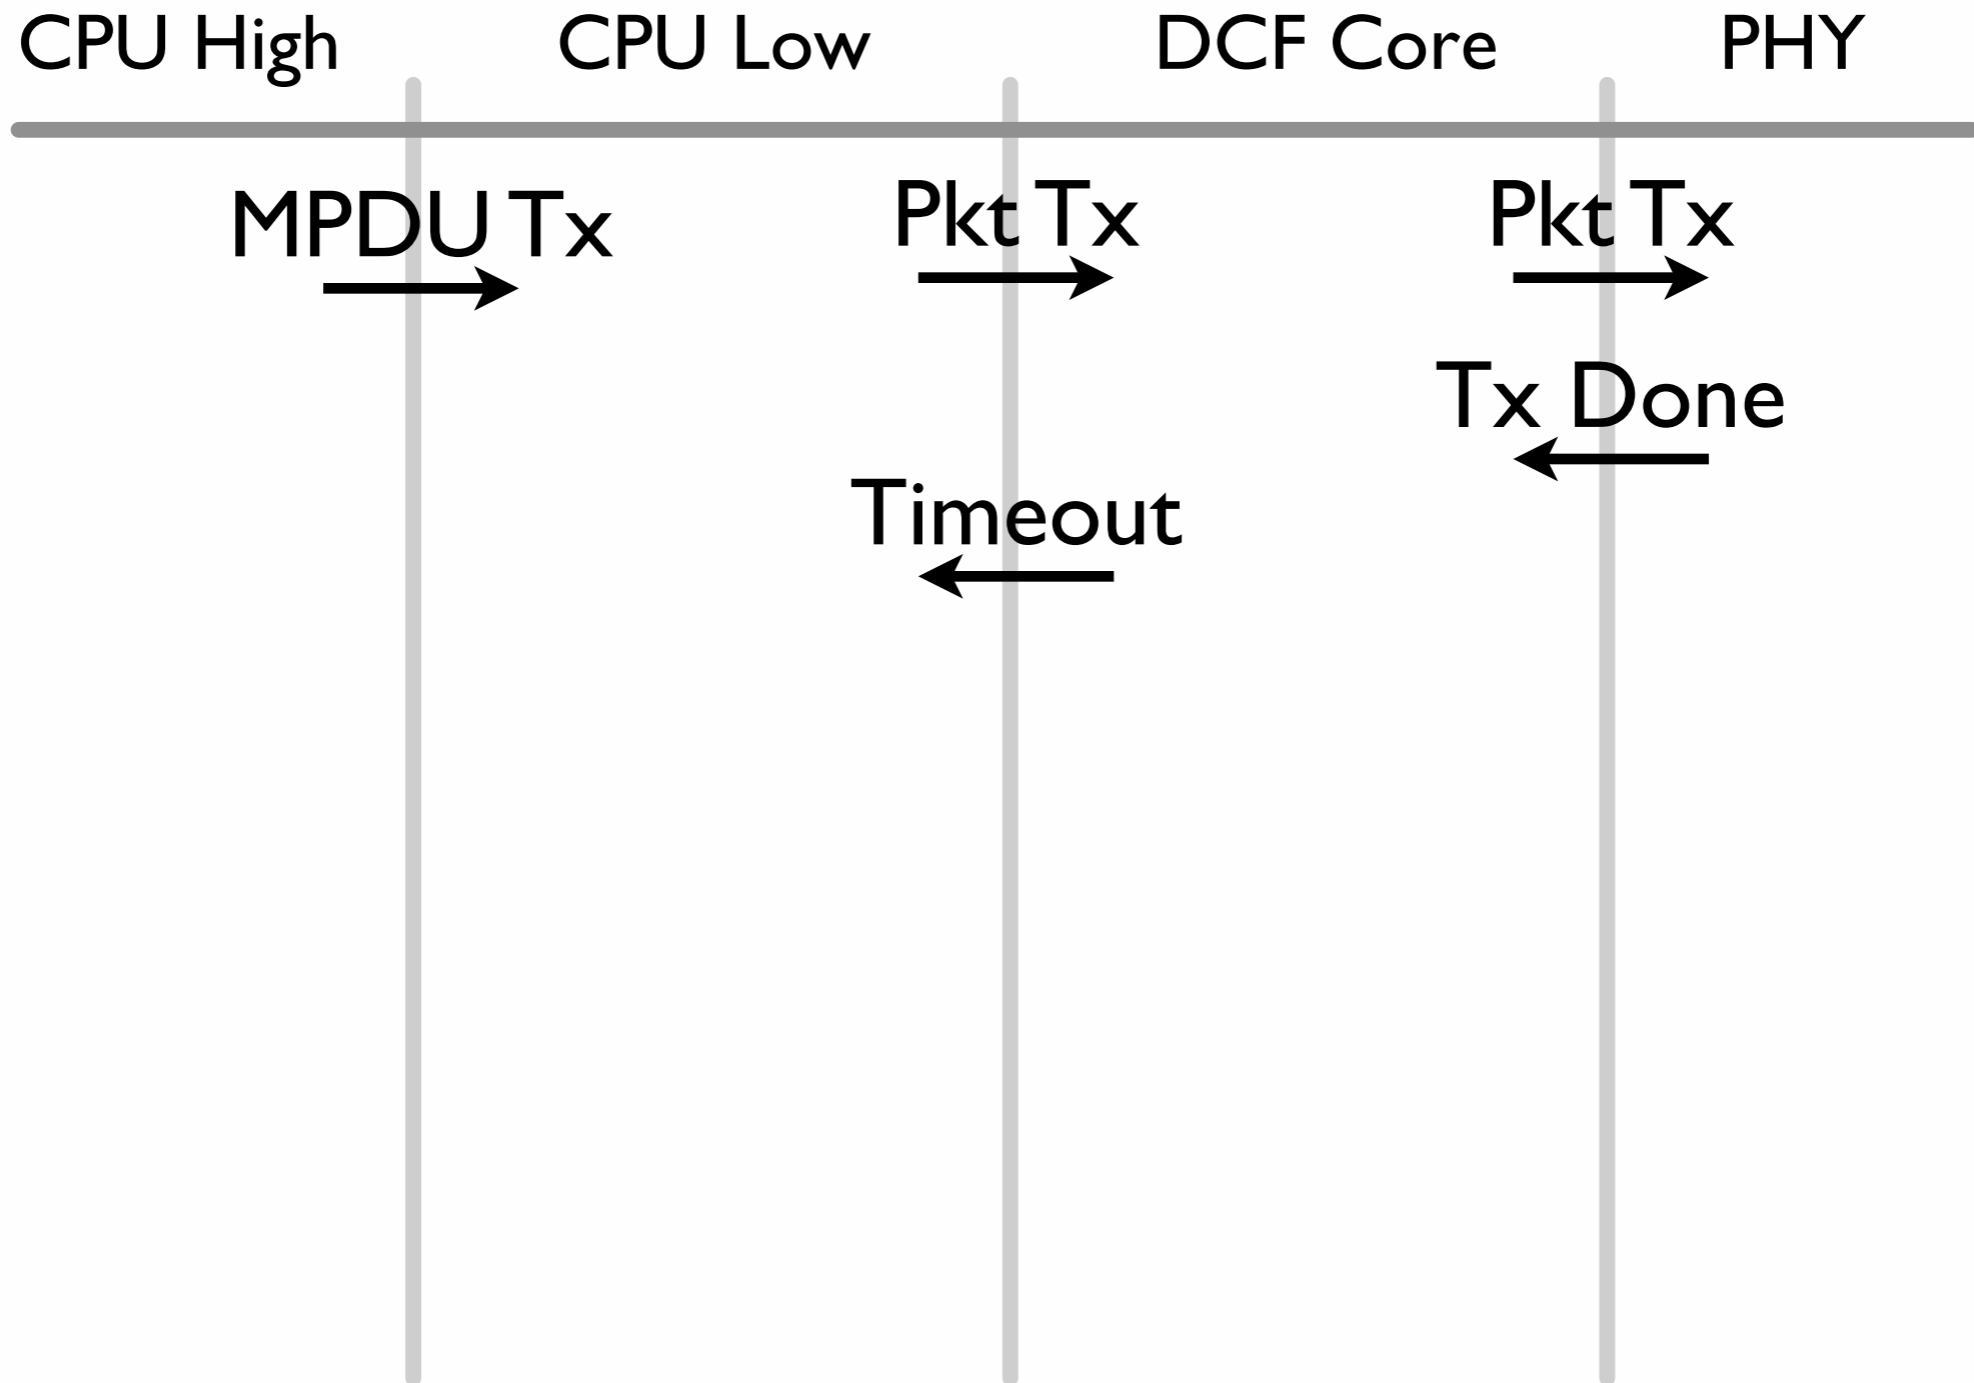 CPU High CPU Low DCF Core PHY
MPDU Tx Pkt Tx Pkt Tx
Tx Done
Timeout